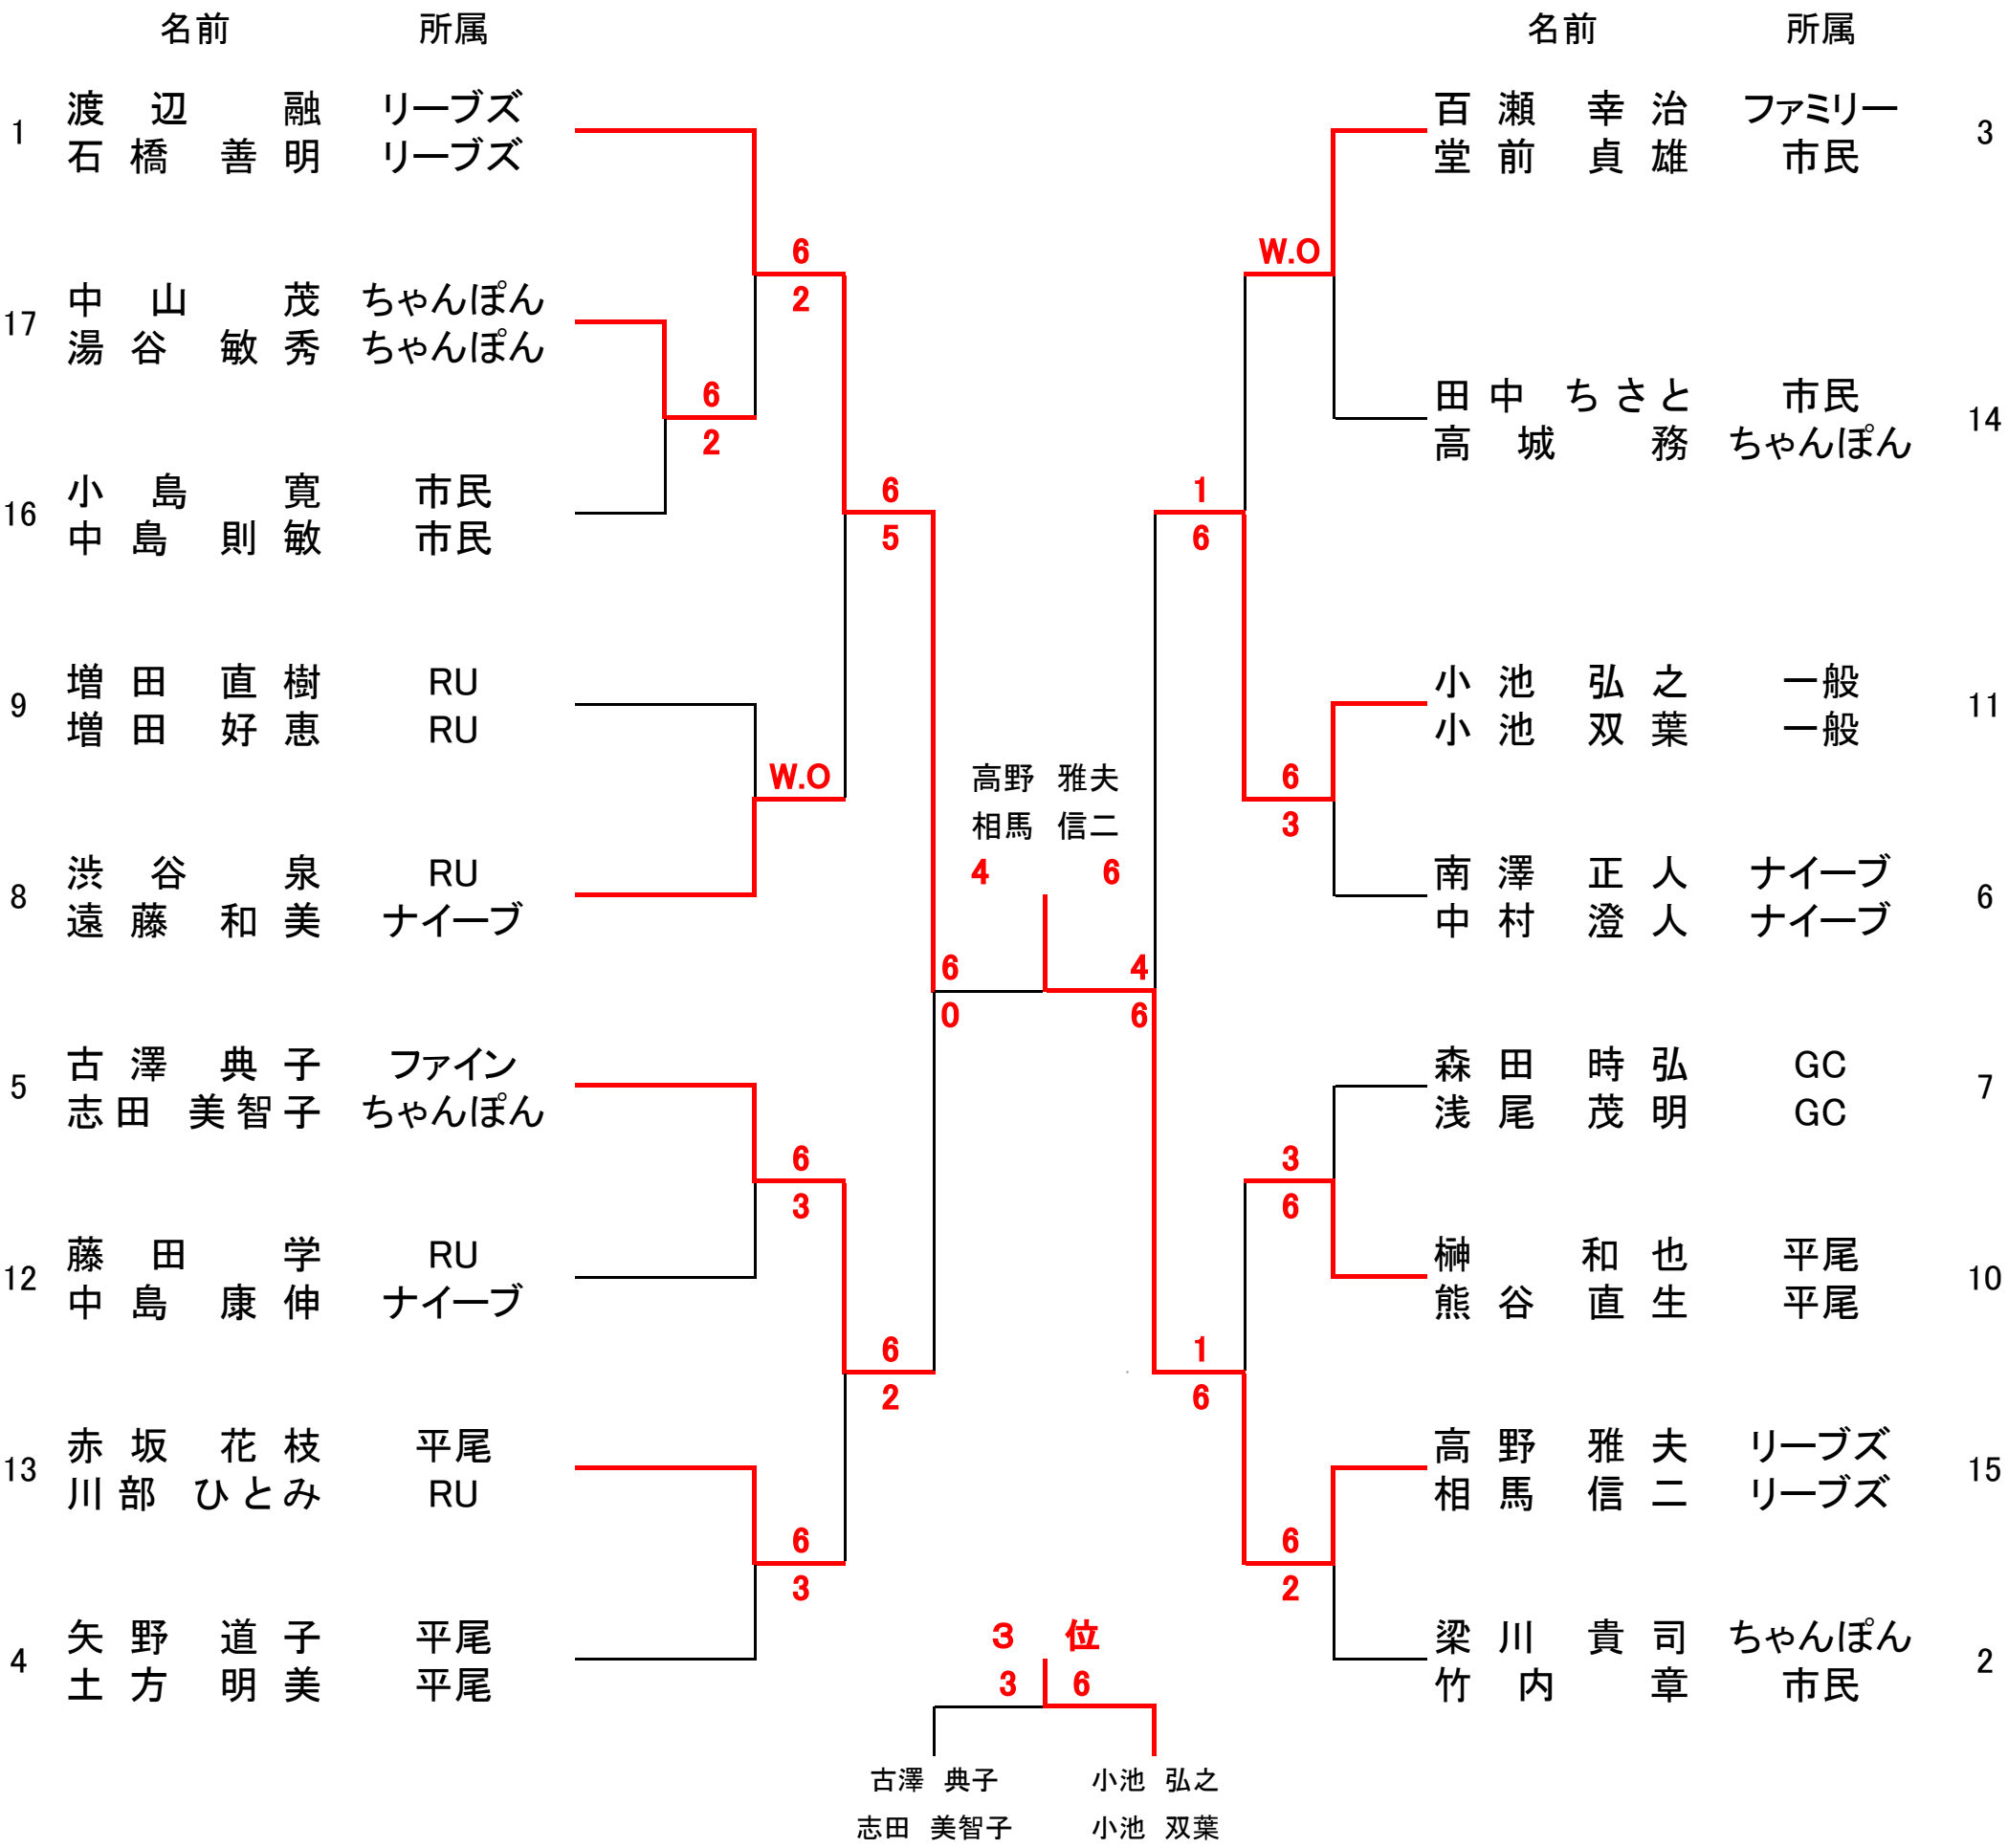 名前 所属
1 渡辺 融 リーブズ
石橋 善明 リーブズ
6
17 中山 茂 ちゃんぽん
2
湯谷 敏秀 ちゃんぽん
6
2
16 小島 寛 市民
中島 則敏 市民
6
5
9 増田 直樹 RU
増田 好恵 RU
W.O
8 渋谷 泉 RU
遠藤 和美 ナイーブ
5 古澤 典子 ファイン
志田 美智子 ちゃんぽん
6
3
12 藤田 学 RU
中島 康伸 ナイーブ
6
2
13 赤坂 花枝 平尾
川部 ひとみ RU
6
3
4 矢野 道子 平尾
土方 明美 平尾
高野 雅夫
相馬 信二
4 6
6 4
0 6
3 位
3 6
古澤 典子 小池 弘之
志田 美智子 小池 双葉
名前 所属
百瀬 幸治 ファミリー 3
堂前 貞雄 市民
W.O
田中 ちさと 市民 14
高城 務 ちゃんぽん
1
6
小池 弘之 一般 11
小池 双葉 一般
6
3
南澤 正人 ナイーブ 6
中村 澄人 ナイーブ
森田 時弘 GC 7
浅尾 茂明 GC
3
6
榊 和也 平尾 10
熊谷 直生 平尾
1
6
高野 雅夫 リーブズ 15
相馬 信二 リーブズ
6
2
梁川 貴司 ちゃんぽん 2
竹内 章 市民